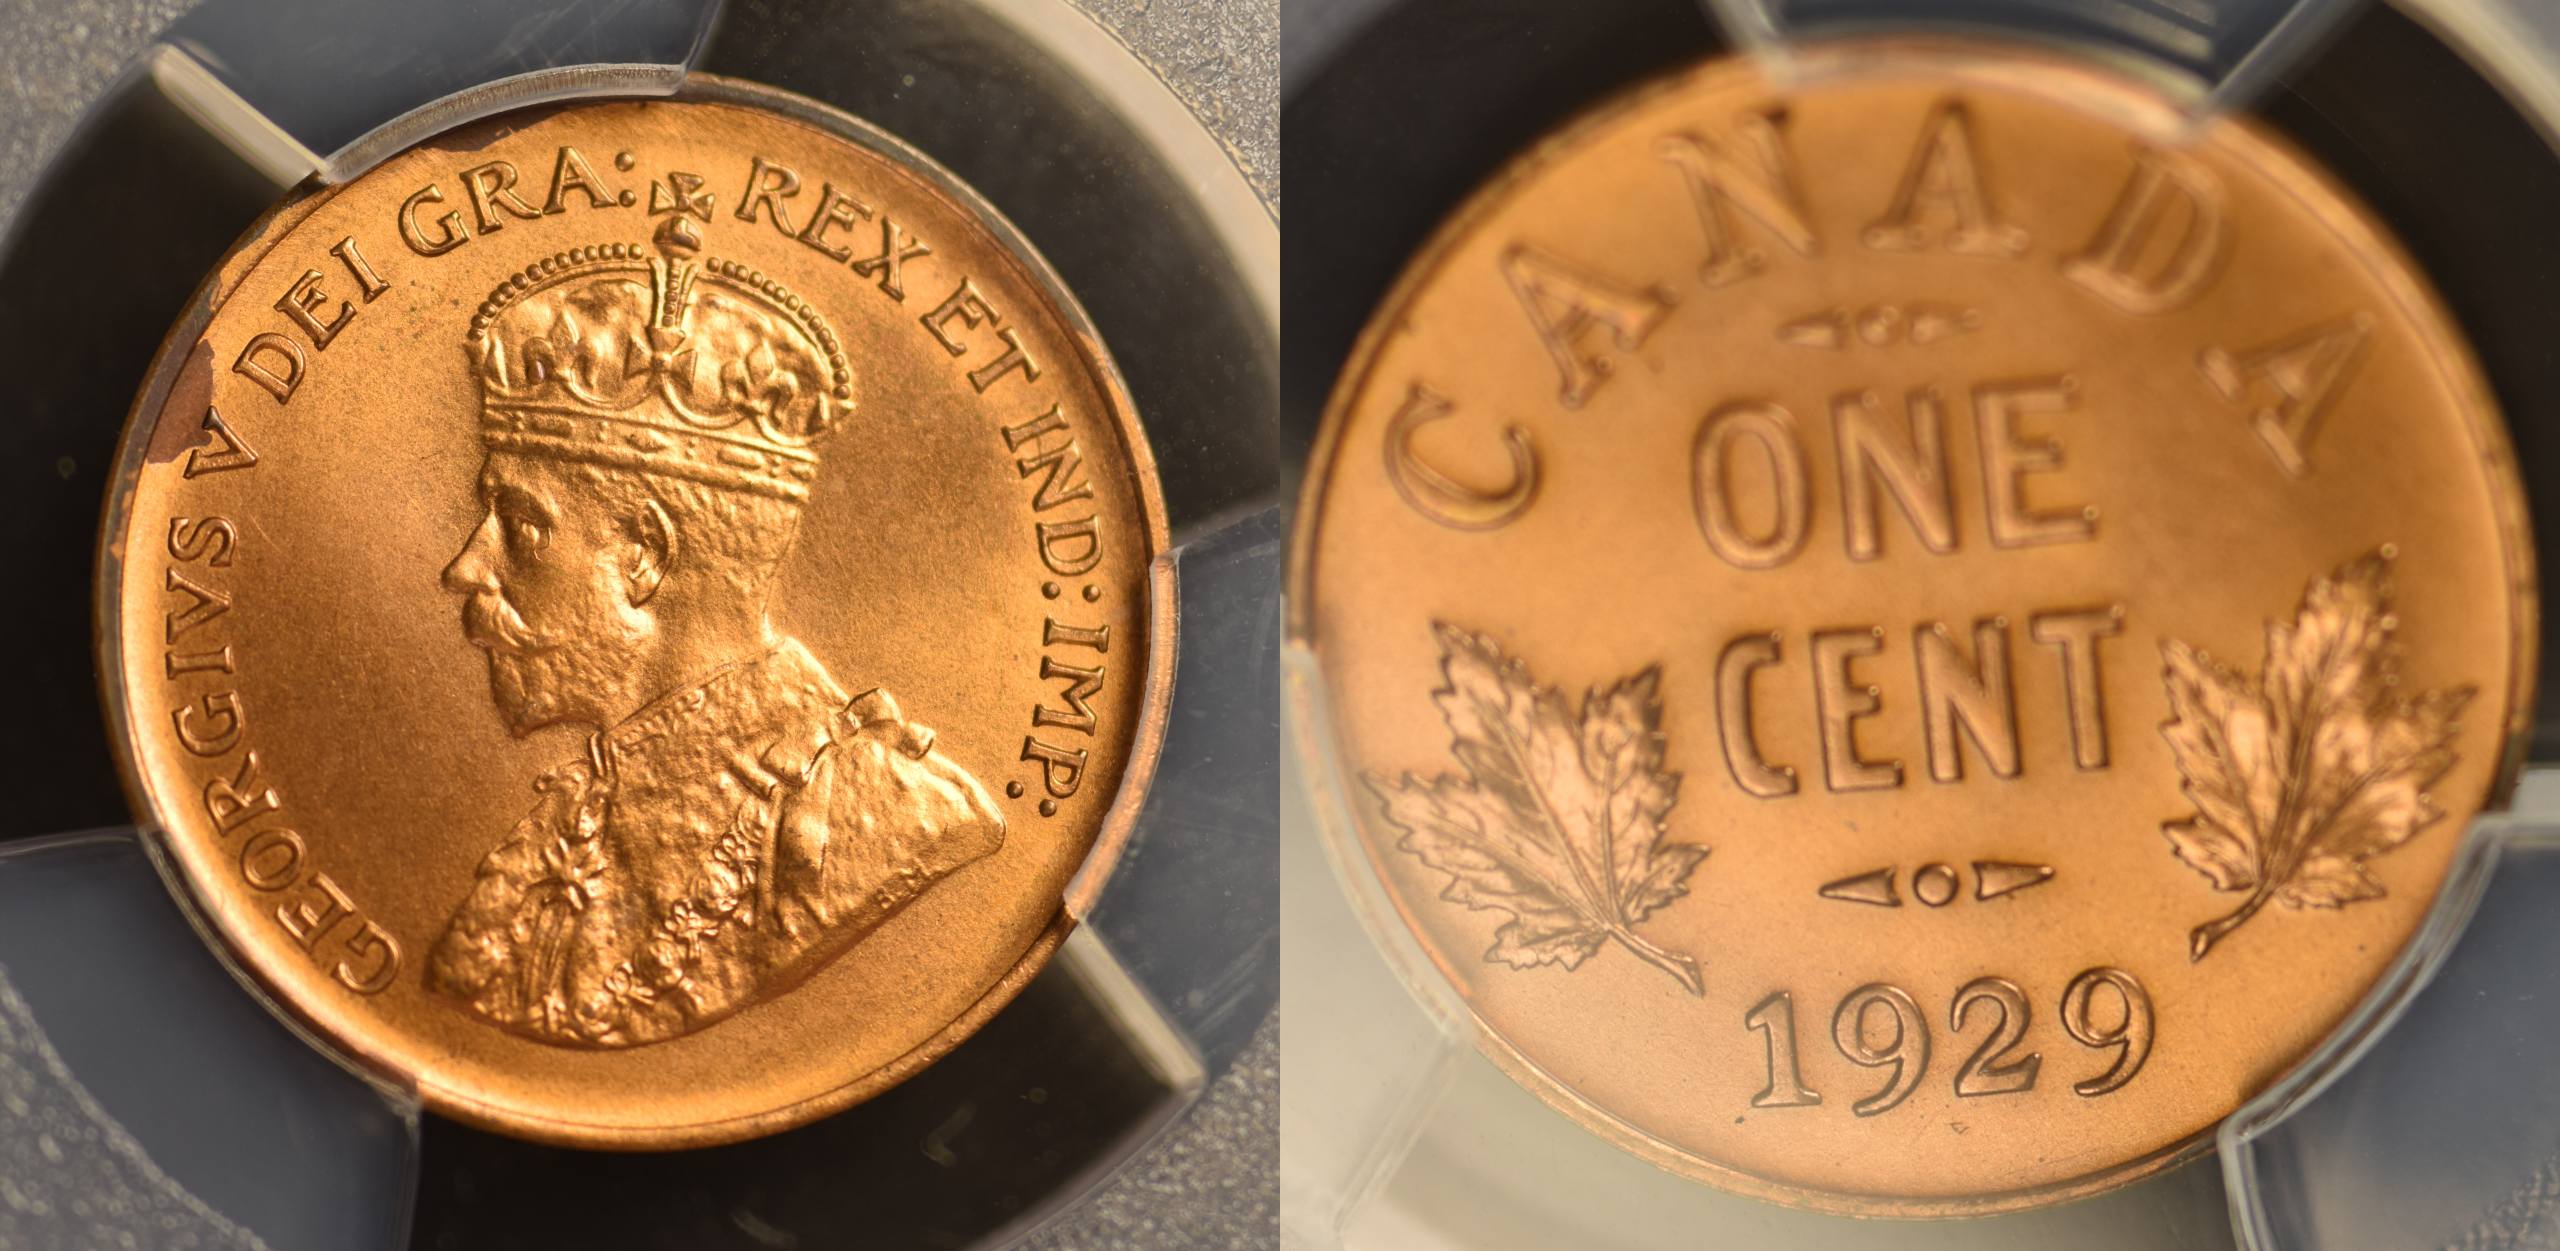 GEORGIVS V DEI GRA: REX ET IND: IMP:
CANADA
ONE
CENT
1929